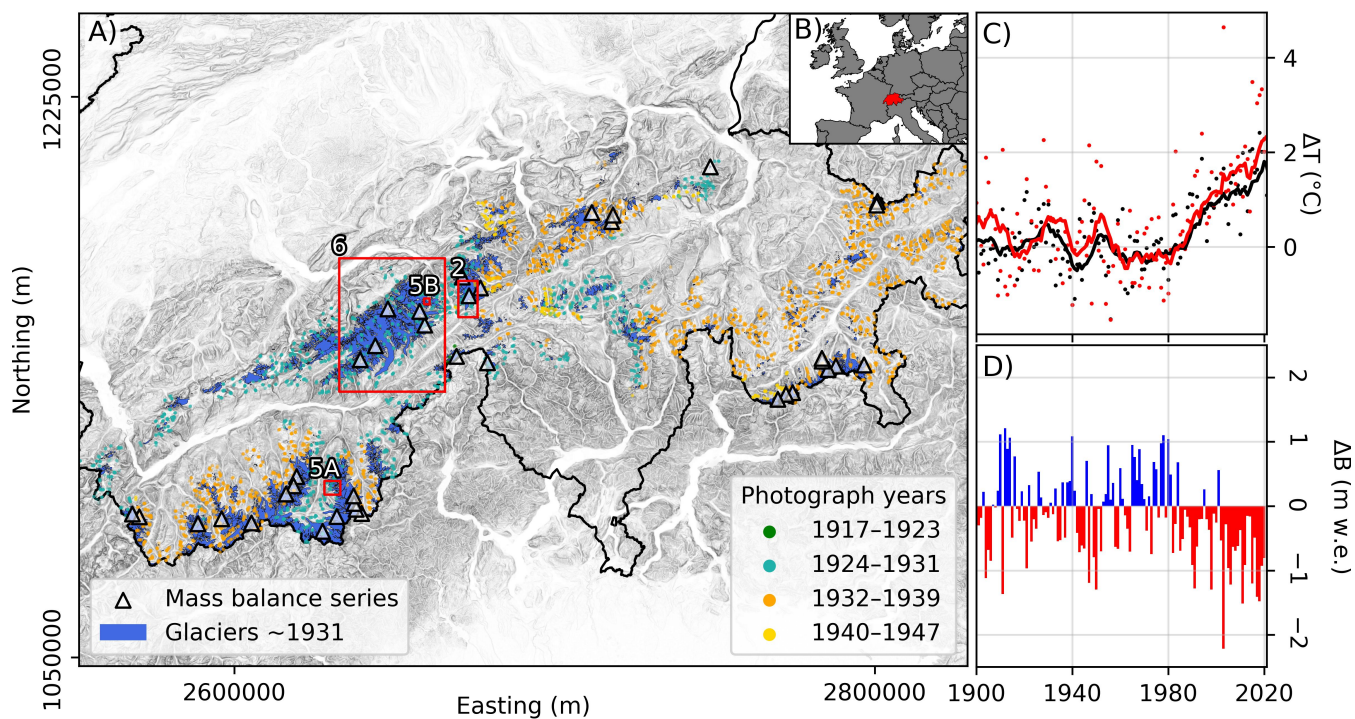 A)
B)
C)
D)
6
5B
2
5A
1225000
Northing (m)
1050000
2600000
Easting (m)
2800000
Mass balance series
Glaciers ~1931
Photograph years
1917–1923
1924–1931
1932–1939
1940–1947
4
2
0
ΔT (°C)
2
1
0
−1
−2
ΔB (m w.e.)
1900
1940
1980
2020